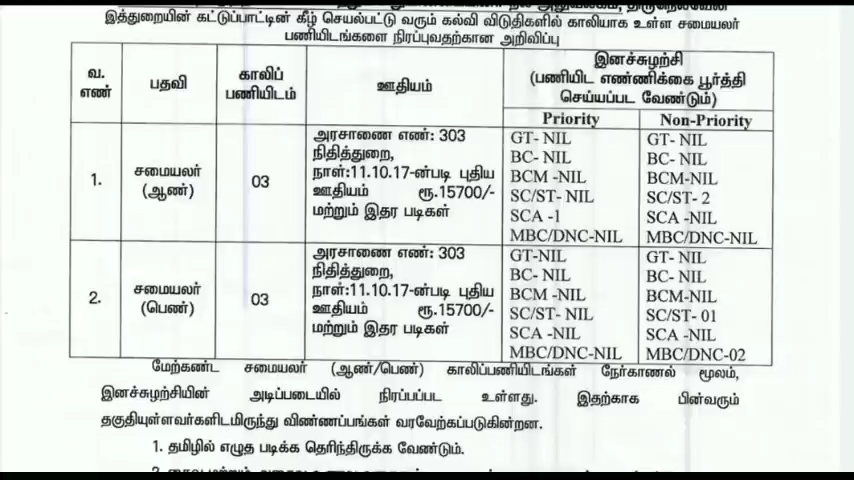 இத்துறையின் கட்டுப்பாட்டின் கீழ் செயல்பட்டு வரும் கல்வி விடுதிகளில் காலியாக உள்ள சமையலர்
பணியிடங்களை நிரப்புவதற்கான அறிவிப்பு
வ. எண்
பதவி
காலிப் பணியிடம்
ஊதியம்
இனச்சுழற்சி
(பணியிட எண்ணிக்கை பூர்த்தி
செய்யப்பட வேண்டும்)
Priority
Non-Priority
1.
சமையலர்
(ஆண்)
03
அரசாணை எண்: 303
நிதித்துறை,
நாள்:11.10.17-ன்படி புதிய
ஊதியம் ரூ.15700/-
மற்றும் இதர படிகள்
GT- NIL
BC- NIL
BCM -NIL
SC/ST- NIL
SCA -1
MBC/DNC-NIL
GT- NIL
BC- NIL
BCM-NIL
SC/ST- 2
SCA -NIL
MBC/DNC-NIL
2.
சமையலர்
(பெண்)
03
அரசாணை எண்: 303
நிதித்துறை,
நாள்:11.10.17-ன்படி புதிய
ஊதியம் ரூ.15700/-
மற்றும் இதர படிகள்
GT-NIL
BC- NIL
BCM -NIL
SC/ST- NIL
SCA -NIL
MBC/DNC-NIL
GT- NIL
BC- NIL
BCM-NIL
SC/ST- 01
SCA -NIL
MBC/DNC-02
மேற்கண்ட சமையலர் (ஆண்/பெண்) காலிப்பணியிடங்கள் நேர்காணல் மூலம்,
இனச்சுழற்சியின் அடிப்படையில் நிரப்பப்பட உள்ளது. இதற்காக பின்வரும்
தகுதியுள்ளவர்களிடமிருந்து விண்ணப்பங்கள் வரவேற்கப்படுகின்றன.
1. தமிழில் எழுத படிக்க தெரிந்திருக்க வேண்டும்.